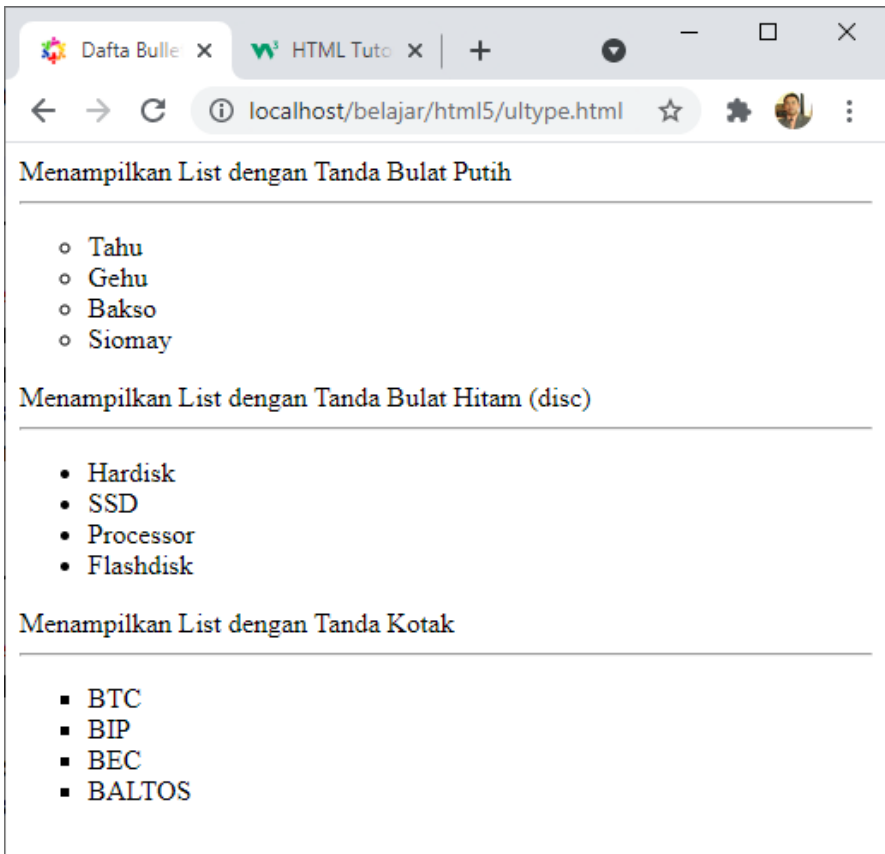 Dafta Bulle
HTML Tuto
localhost/belajar/html5/ultype.html
Menampilkan List dengan Tanda Bulat Putih
Tahu
Gehu
Bakso
Siomay
Menampilkan List dengan Tanda Bulat Hitam (disc)
Hardisk
SSD
Processor
Flashdisk
Menampilkan List dengan Tanda Kotak
BTC
BIP
BEC
BALTOS